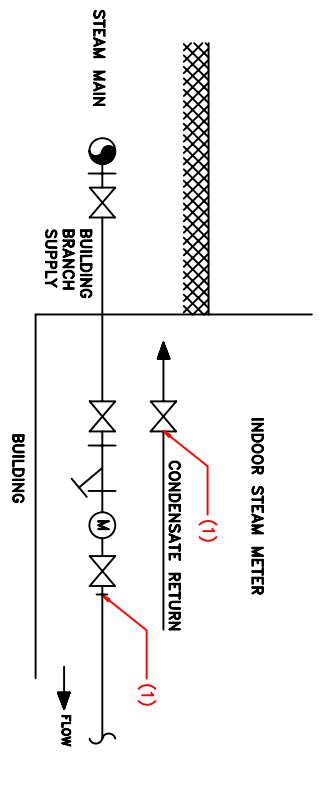 INDOOR STEAM METER
(1)
CONDENSATE RETURN
(1)
STEAM MAIN
BUILDING
BRANCH
SUPPLY
M
FLOW
BUILDING